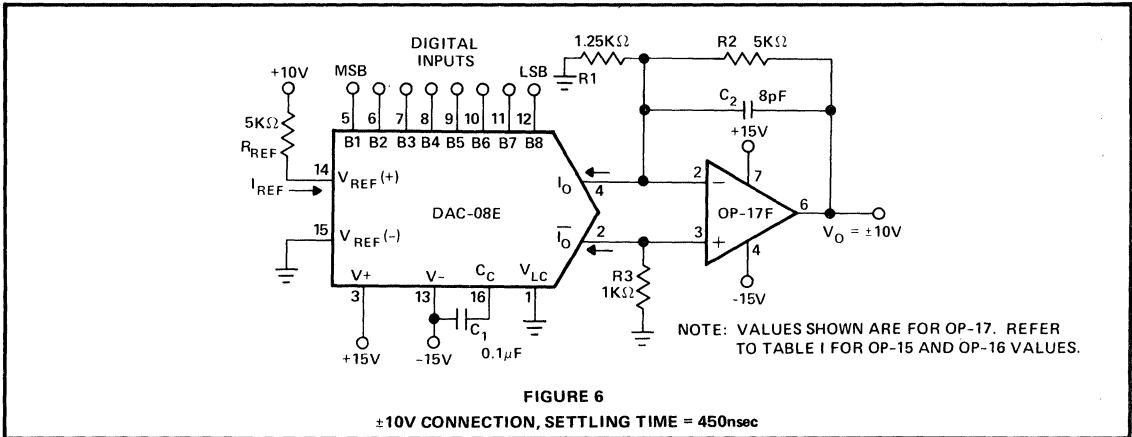 DIGITAL
INPUTS
1.25KΩ
R1
R2 5KΩ
C2 8pF
+10V
MSB
LSB
5KΩ
RREF
5 6 7 8 9 10 11 12
B1 B2 B3 B4 B5 B6 B7 B8
+15V
7
14
VREF(+)
IREF
IO
4
2
−
DAC-08E
OP-17F
6
15
VREF(−)
IO
2
3
+
4
VO = ±10V
V+
V−
CC
VLC
3
13
16
1
R3
1KΩ
-15V
C1
0.1μF
+15V
-15V
NOTE: VALUES SHOWN ARE FOR OP-17. REFER
TO TABLE I FOR OP-15 AND OP-16 VALUES.
FIGURE 6
±10V CONNECTION, SETTLING TIME = 450nsec